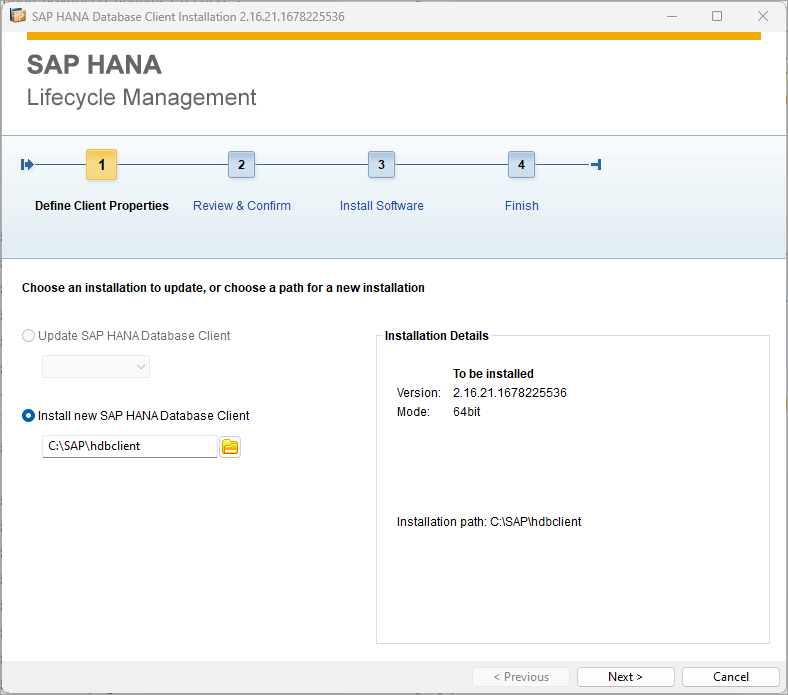 SAP HANA Database Client Installation 2.16.21.1678225536
SAP HANA
Lifecycle Management
1
2
3
4
Define Client Properties
Review & Confirm
Install Software
Finish
Choose an installation to update, or choose a path for a new installation
Update SAP HANA Database Client
Install new SAP HANA Database Client
C:\SAP\hdbclient
Installation Details
To be installed
Version: 2.16.21.1678225536
Mode: 64bit
Installation path: C:\SAP\hdbclient
< Previous
Next >
Cancel